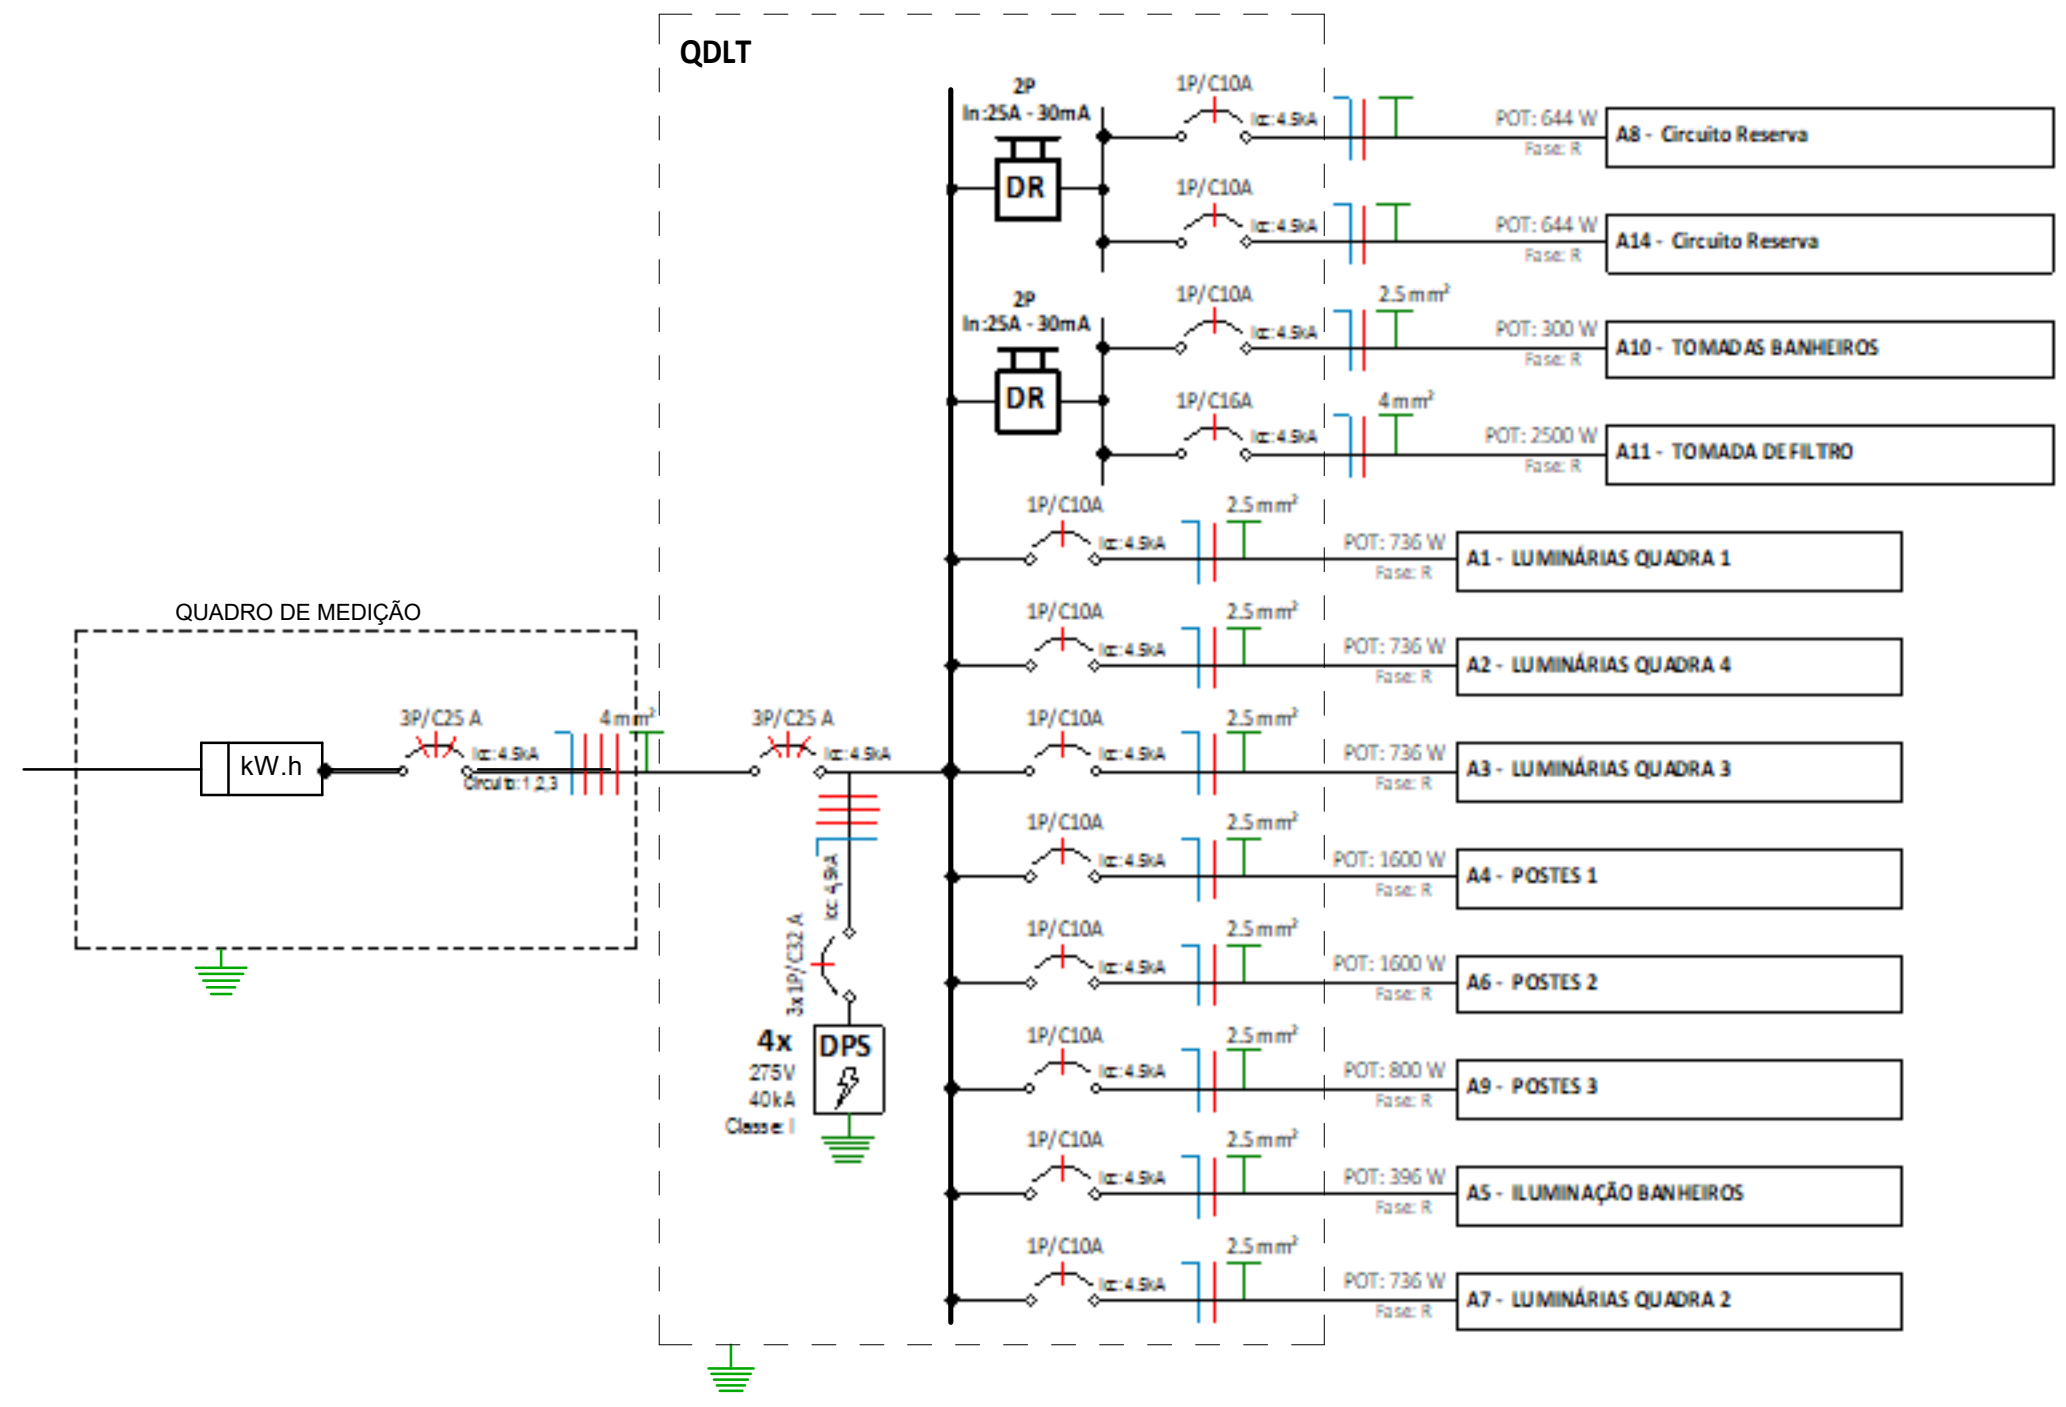 QDLT
2P
In:25A - 30mA
DR
1P/C10A
Icc: 4.5kA
POT: 644 W
Fase: R
A8 - Circuito Reserva
1P/C10A
Icc: 4.5kA
POT: 644 W
Fase: R
A14 - Circuito Reserva
2P
In:25A - 30mA
DR
1P/C10A
Icc: 4.5kA
2.5mm²
POT: 300 W
Fase: R
A10 - TOMADAS BANHEIROS
1P/C16A
Icc: 4.5kA
4mm²
POT: 2500 W
Fase: R
A11 - TOMADA DE FILTRO
1P/C10A
Icc: 4.5kA
2.5mm²
POT: 736 W
Fase: R
A1 - LUMINÁRIAS QUADRA 1
1P/C10A
Icc: 4.5kA
2.5mm²
POT: 736 W
Fase: R
A2 - LUMINÁRIAS QUADRA 4
QUADRO DE MEDIÇÃO
kW.h
3P/C25 A
Icc: 4.5kA
Circuito: 1,2,3
4mm²
3P/C25 A
Icc: 4.5kA
1P/C10A
Icc: 4.5kA
2.5mm²
POT: 736 W
Fase: R
A3 - LUMINÁRIAS QUADRA 3
1P/C10A
Icc: 4.5kA
2.5mm²
POT: 1600 W
Fase: R
A4 - POSTES 1
Icc: 4,5kA
3x 1P/C32 A
4x
275V
40kA
Classe: I
DPS
1P/C10A
Icc: 4.5kA
2.5mm²
POT: 1600 W
Fase: R
A6 - POSTES 2
1P/C10A
Icc: 4.5kA
2.5mm²
POT: 800 W
Fase: R
A9 - POSTES 3
1P/C10A
Icc: 4.5kA
2.5mm²
POT: 396 W
Fase: R
A5 - ILUMINAÇÃO BANHEIROS
1P/C10A
Icc: 4.5kA
2.5mm²
POT: 736 W
Fase: R
A7 - LUMINÁRIAS QUADRA 2